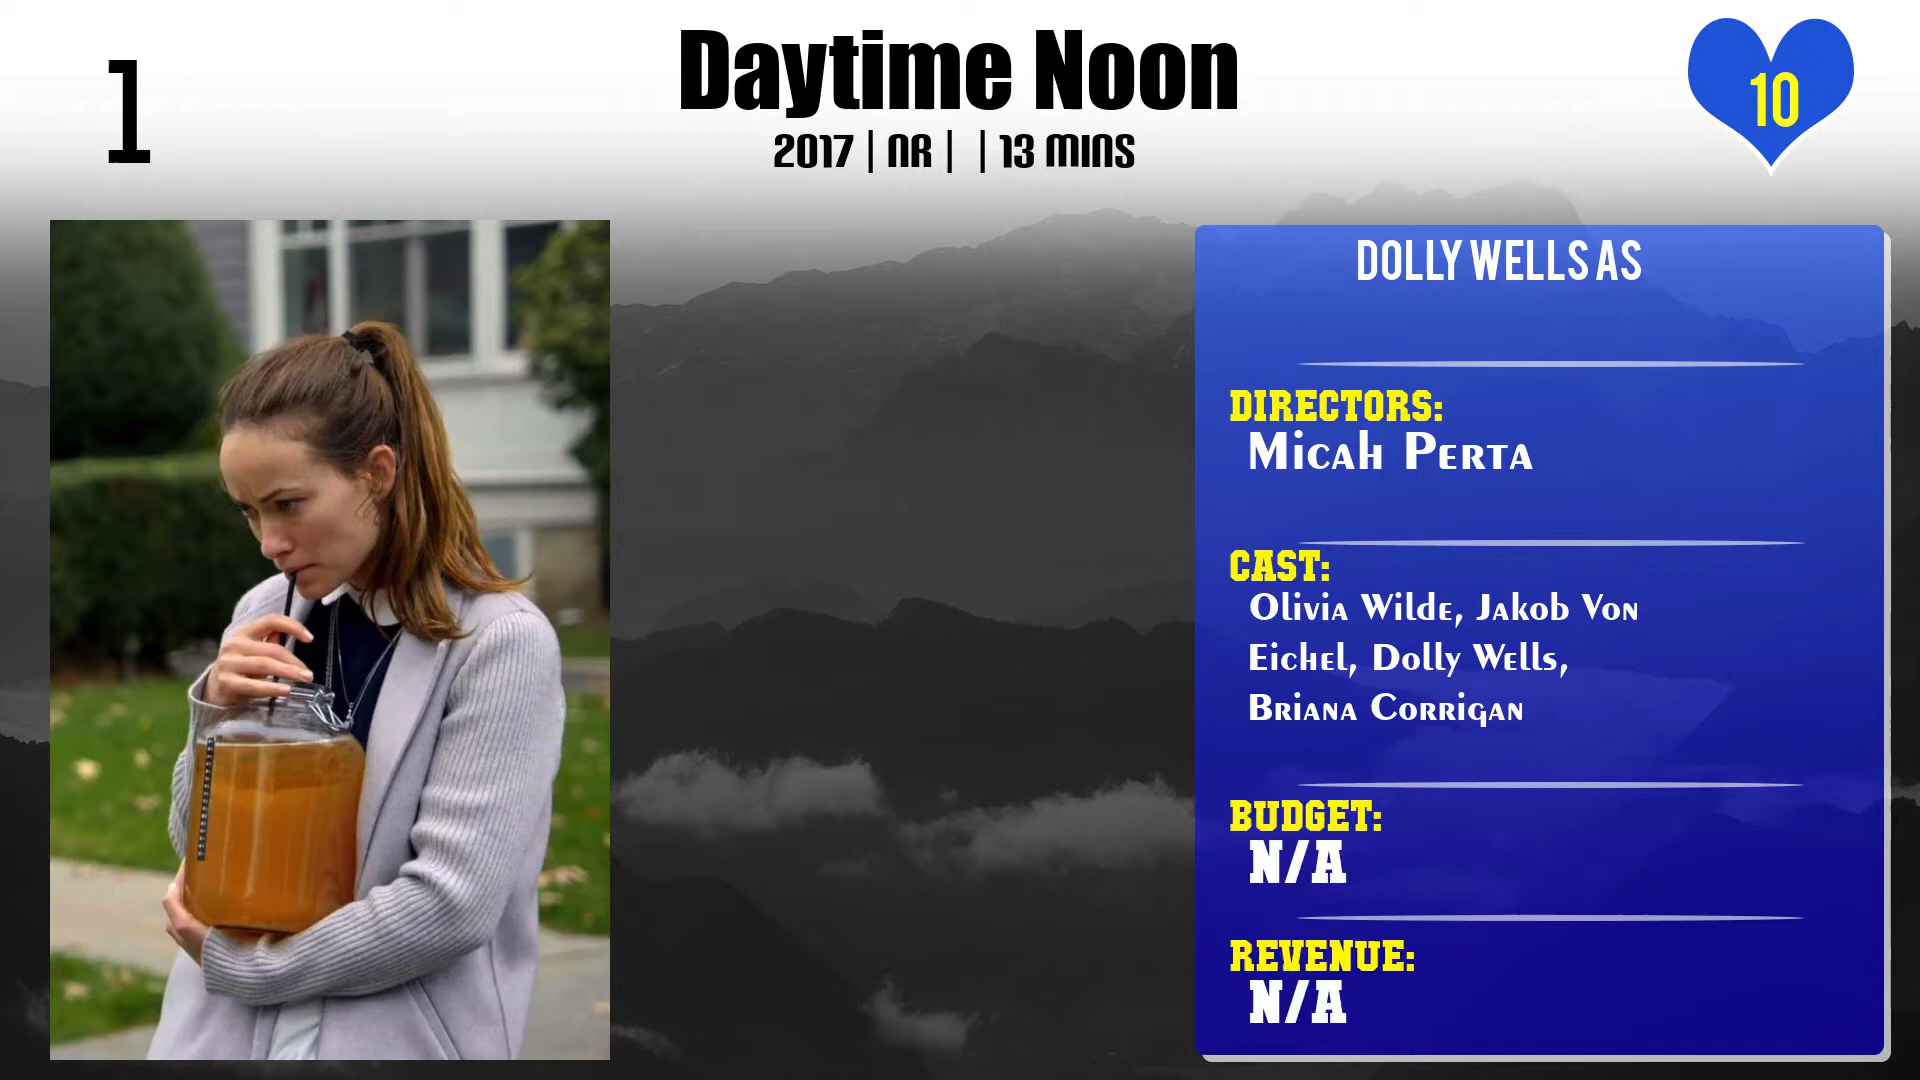 1
Daytime Noon
2017 | NR | | 13 MINS
10
DOLLY WELLS AS
DIRECTORS:
Micah Perta
CAST:
Olivia Wilde, Jakob Von
Eichel, Dolly Wells,
Briana Corrigan
BUDGET:
N/A
REVENUE:
N/A